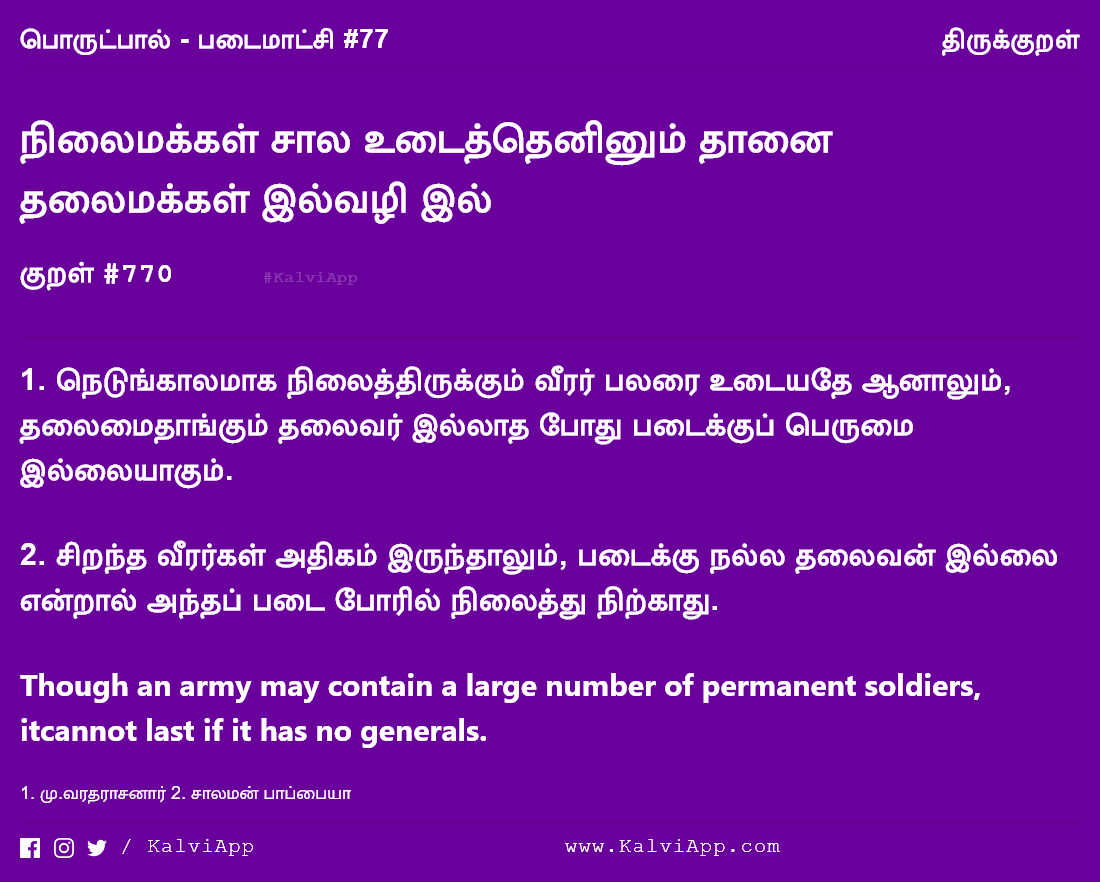 பொருட்பால் - படைமாட்சி #77
திருக்குறள்
நிலைமக்கள் சால உடைத்தெனினும் தானை
தலைமக்கள் இல்வழி இல்
குறள் #770
#KalviApp
1. நெடுங்காலமாக நிலைத்திருக்கும் வீரர் பலரை உடையதே ஆனாலும்,
தலைமைதாங்கும் தலைவர் இல்லாத போது படைக்குப் பெருமை
இல்லையாகும்.
2. சிறந்த வீரர்கள் அதிகம் இருந்தாலும், படைக்கு நல்ல தலைவன் இல்லை
என்றால் அந்தப் படை போரில் நிலைத்து நிற்காது.
Though an army may contain a large number of permanent soldiers,
itcannot last if it has no generals.
1. மு.வரதராசனார் 2. சாலமன் பாப்பையா
/ KalviApp
www.KalviApp.com